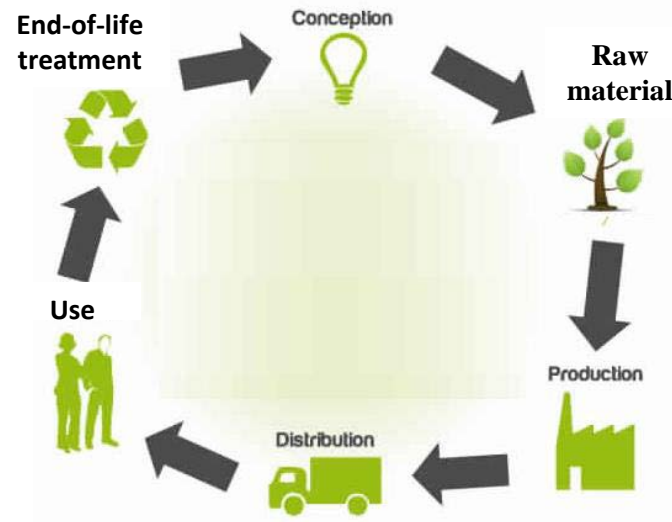 End-of-life
treatment
Conception
Raw
material
Production
Distribution
Use